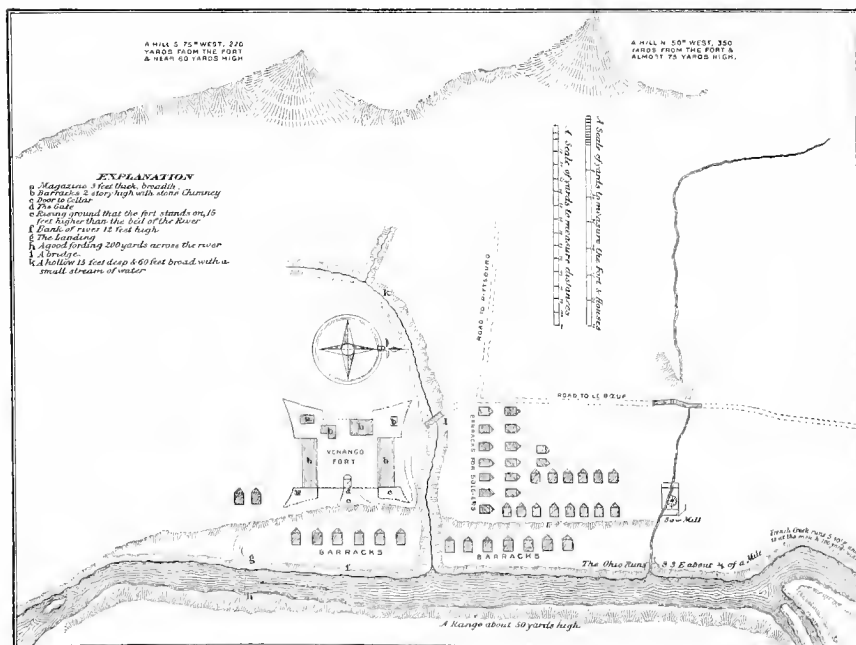 A HILL S 75° WEST, 270
YARDS FROM THE FORT
& NEAR 60 YARDS HIGH
A HILL N 50° WEST, 350
YARDS FROM THE FORT &
ALMOST 75 YARDS HIGH.
EXPLANATION
a Magazine 3 feet thick, breadth.
b Barracks 2 story high with stone Chimney
c Door to Cellar
d The Gate
e Rising ground that the fort stands on, 15
feet higher than the bed of the River
f Bank of river 12 feet high
g The Landing
h A good fording 200 yards across the river
i A bridge
k A hollow 15 feet deep & 60 feet broad with a
small stream of water
A Scale of yards to measure distances
A Scale of yards to measure the Fort & Houses
ROAD TO PITTSBURG
k
ROAD TO LE BŒUF
VENANGO
FORT
b
b
b
b
d
c
BARRACKS FOR SOLDIERS
Saw Mill
BARRACKS
BARRACKS
g
f
The Ohio Runs S S E about ¾ of a Mile
French Creek runs
A Range about 50 yards high